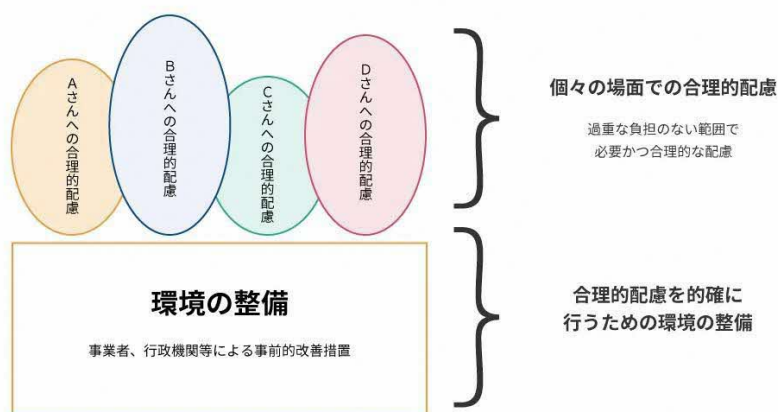 Aさんへの合理的配慮
Bさんへの合理的配慮
Cさんへの合理的配慮
Dさんへの合理的配慮
個々の場面での合理的配慮
過重な負担のない範囲で
必要かつ合理的な配慮
環境の整備
事業者、行政機関等による事前的改善措置
合理的配慮を的確に
行うための環境の整備